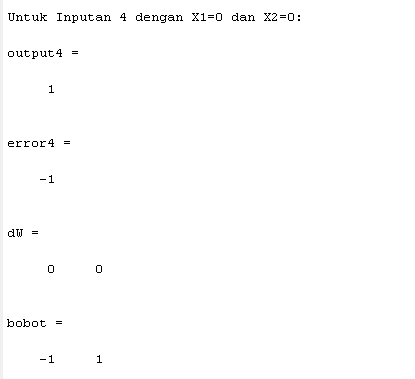 Untuk Inputan 4 dengan X1=0 dan X2=0:
output4 =
1
error4 =
-1
dW =
0 0
bobot =
-1 1